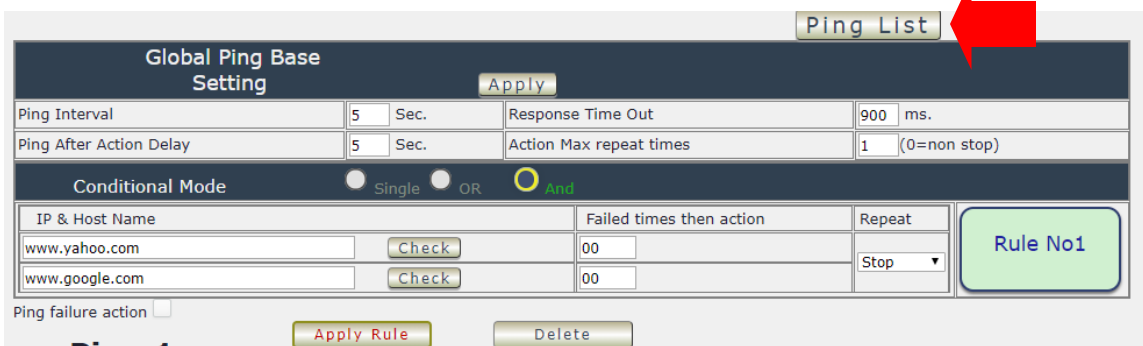 Ping List
Global Ping Base
Setting
Apply
Ping Interval 5 Sec. Response Time Out 900 ms.
Ping After Action Delay 5 Sec. Action Max repeat times 1 (0=non stop)
Conditional Mode Single OR And
IP & Host Name Failed times then action Repeat
www.yahoo.com Check 00
Stop
Rule No1
www.google.com Check 00
Ping failure action
Apply Rule Delete